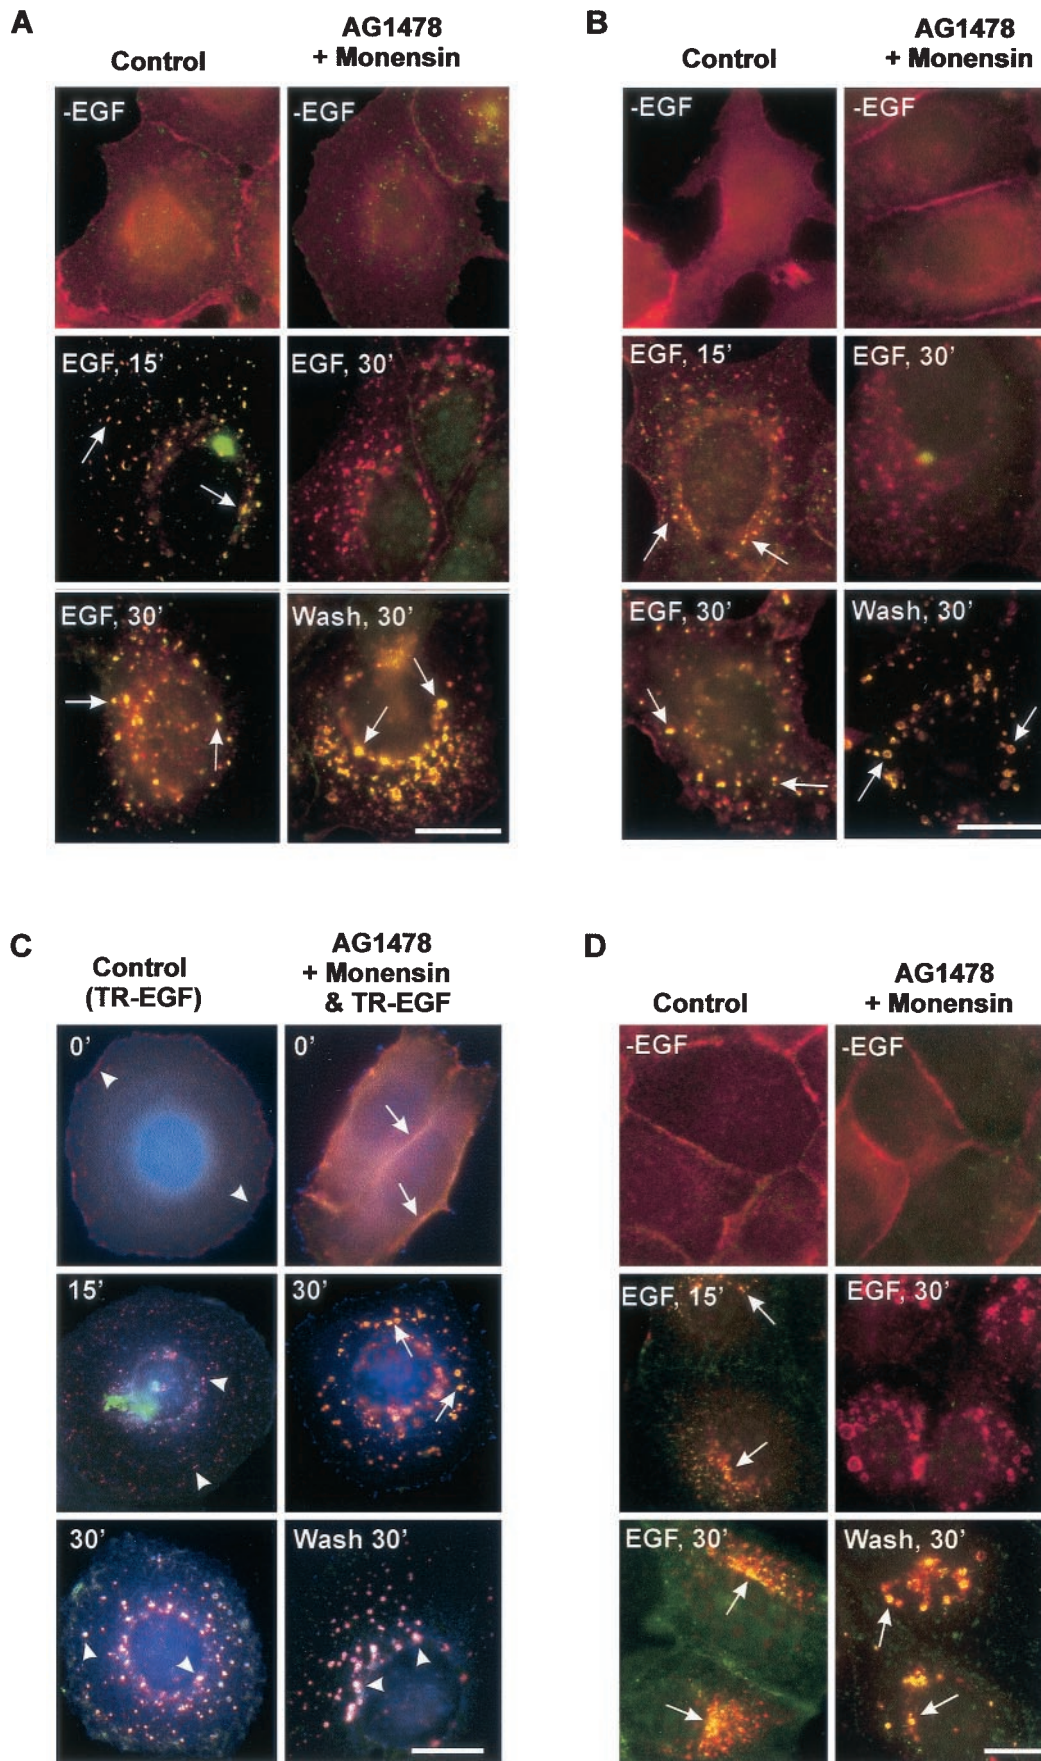 A
Control
AG1478
+ Monensin
-EGF
-EGF
EGF, 15’
EGF, 30’
EGF, 30’
Wash, 30’
B
Control
AG1478
+ Monensin
-EGF
-EGF
EGF, 15’
EGF, 30’
EGF, 30’
Wash, 30’
C
Control
(TR-EGF)
AG1478
+ Monensin
& TR-EGF
0’
0’
15’
30’
30’
Wash 30’
D
Control
AG1478
+ Monensin
-EGF
-EGF
EGF, 15’
EGF, 30’
EGF, 30’
Wash, 30’